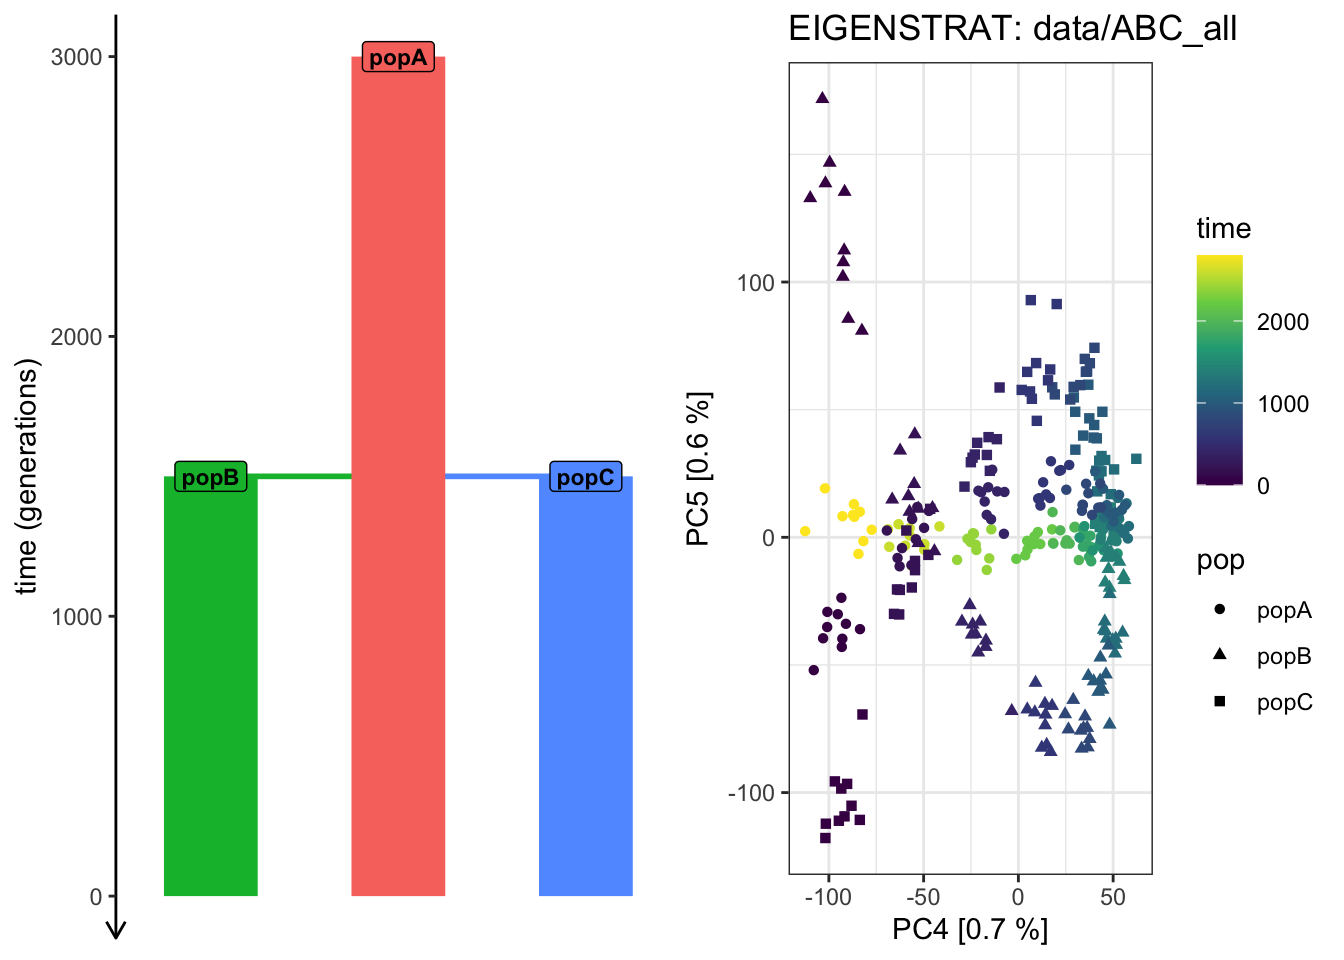 time (generations)
3000
2000
1000
0
popA
popB
popC
EIGENSTRAT: data/ABC_all
PC5 [0.6 %]
100
0
-100
-100
-50
0
50
PC4 [0.7 %]
time
2000
1000
0
pop
popA
popB
popC